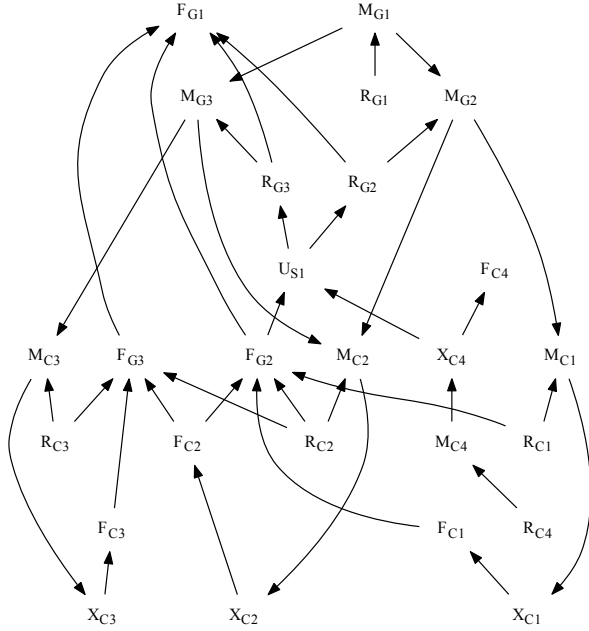 F_G1 M_G1
M_G3 R_G1 M_G2
R_G3 R_G2
U_S1 F_C4
M_C3 F_G3 F_G2 M_C2 X_C4 M_C1
R_C3 F_C2 R_C2 M_C4 R_C1
F_C3 F_C1 R_C4
X_C3 X_C2 X_C1